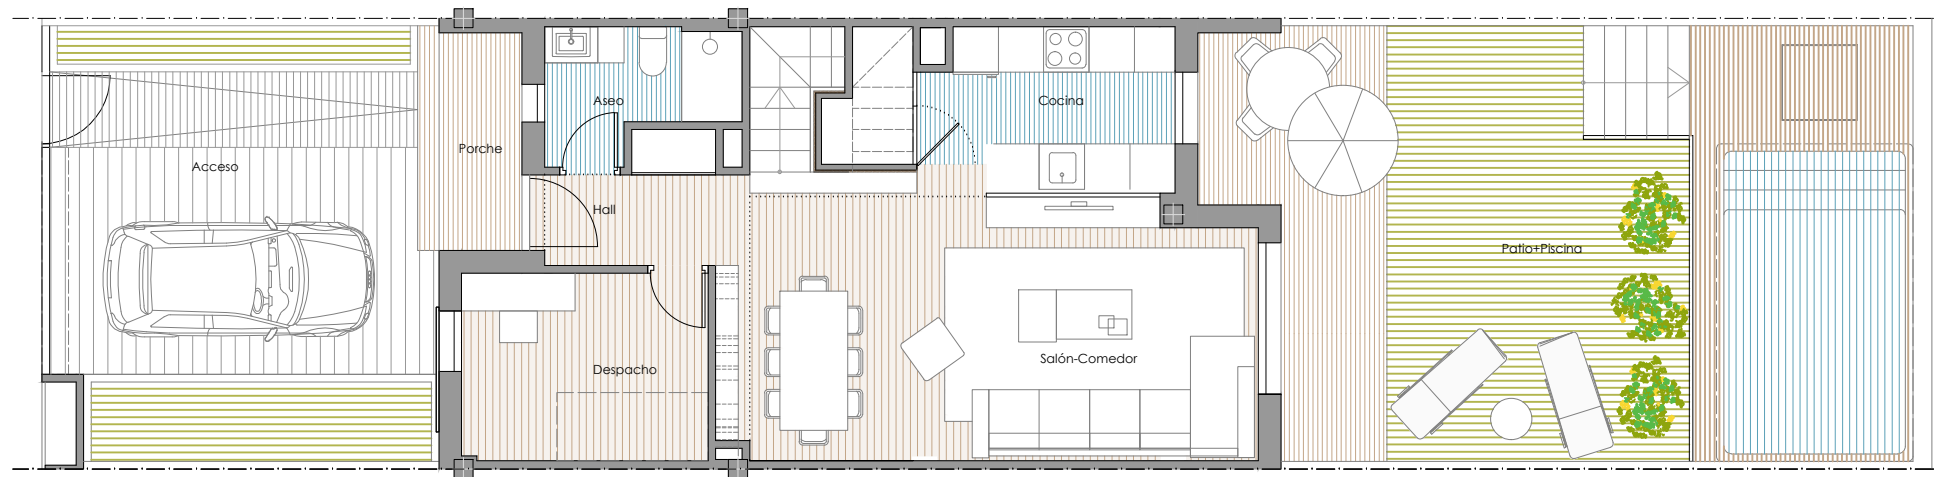 Acceso
Porche
Aseo
Hall
Despacho
Cocina
Salón-Comedor
Patio+Piscina